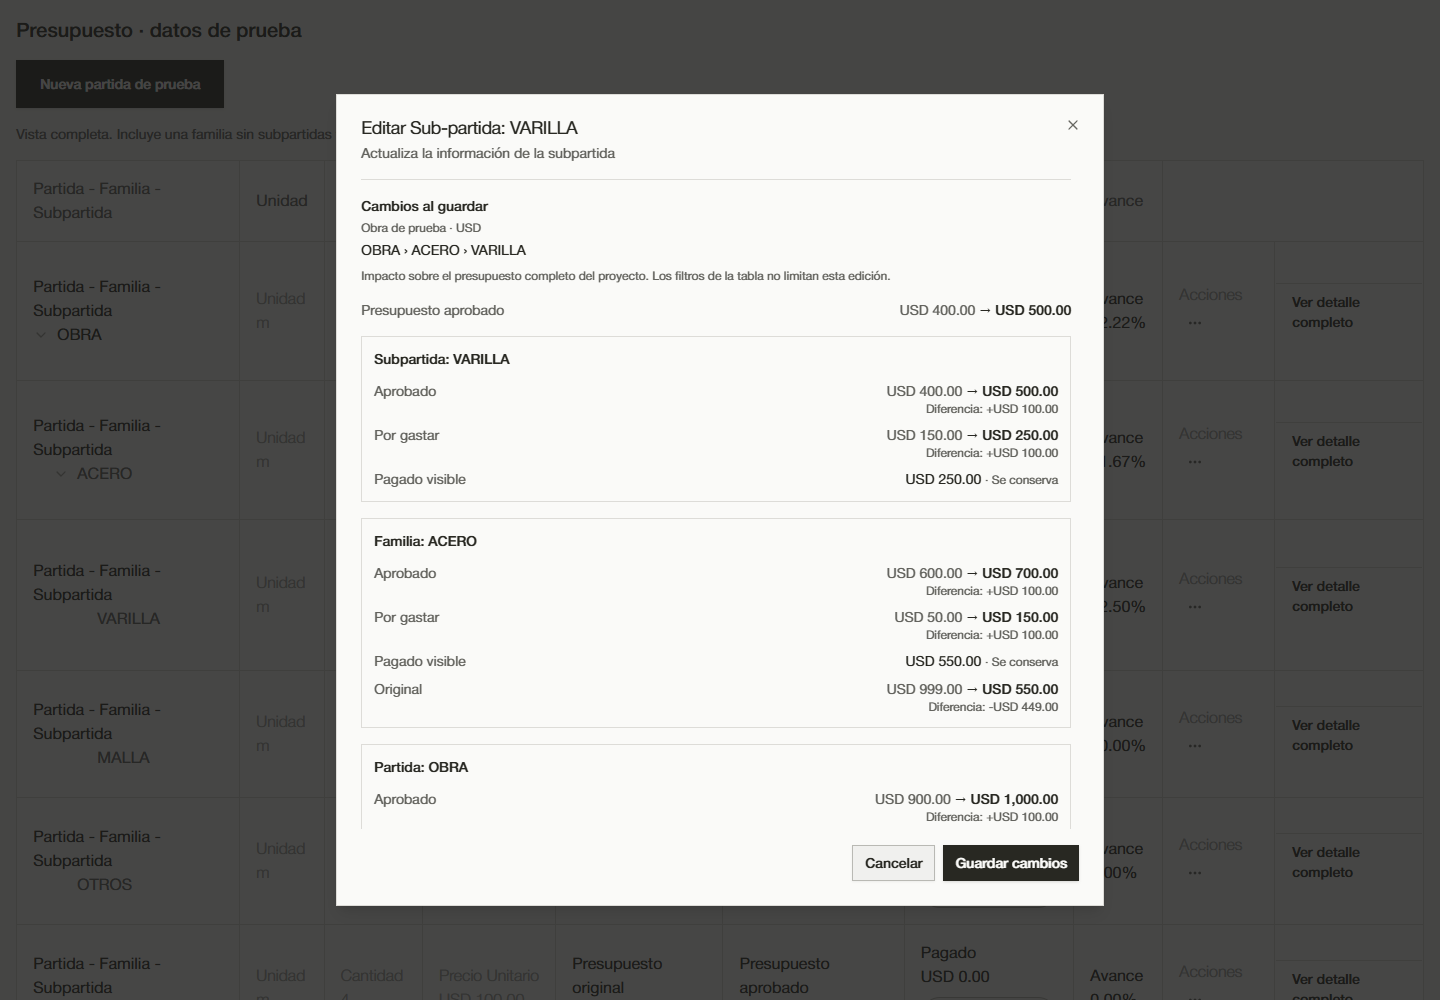 Presupuesto · datos de prueba
Nueva partida de prueba
Vista completa. Incluye una familia sin subpartidas
Partida - Familia -
Subpartida
Unidad
Partida - Familia -
Subpartida
OBRA
Unidad
m
Acciones
···
Ver detalle
completo
Partida - Familia -
Subpartida
ACERO
Unidad
m
Acciones
···
Ver detalle
completo
Partida - Familia -
Subpartida
VARILLA
Unidad
m
Acciones
···
Ver detalle
completo
Partida - Familia -
Subpartida
MALLA
Unidad
m
Acciones
···
Ver detalle
completo
Partida - Familia -
Subpartida
OTROS
Unidad
m
Acciones
···
Ver detalle
completo
Partida - Familia -
Subpartida
Unidad
Cantidad
Precio Unitario
USD 100.00
Presupuesto
original
Presupuesto
aprobado
Pagado
USD 0.00
Avance
0.00%
Acciones
···
Ver detalle
Editar Sub-partida: VARILLA
×
Actualiza la información de la subpartida
Cambios al guardar
Obra de prueba · USD
OBRA › ACERO › VARILLA
Impacto sobre el presupuesto completo del proyecto. Los filtros de la tabla no limitan esta edición.
Presupuesto aprobado USD 400.00 → USD 500.00
Subpartida: VARILLA
Aprobado USD 400.00 → USD 500.00
Diferencia: +USD 100.00
Por gastar USD 150.00 → USD 250.00
Diferencia: +USD 100.00
Pagado visible USD 250.00 · Se conserva
Familia: ACERO
Aprobado USD 600.00 → USD 700.00
Diferencia: +USD 100.00
Por gastar USD 50.00 → USD 150.00
Diferencia: +USD 100.00
Pagado visible USD 550.00 · Se conserva
Original USD 999.00 → USD 550.00
Diferencia: -USD 449.00
Partida: OBRA
Aprobado USD 900.00 → USD 1,000.00
Diferencia: +USD 100.00
Cancelar
Guardar cambios